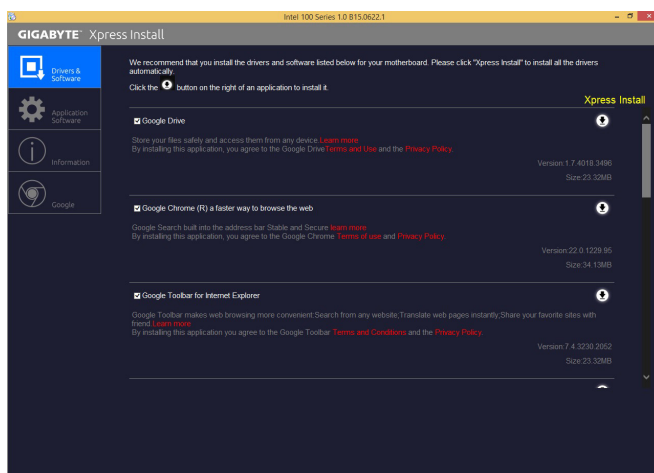 Intel 100 Series 1.0 B15.0622.1
GIGABYTE™ Xpress Install
Drivers &
Software
Application
Software
Information
Google
We recommend that you install the drivers and software listed below for your motherboard. Please click "Xpress Install" to install all the drivers
automatically.
Click the button on the right of an application to install it.
Xpress Install
Google Drive
Store your files safely and access them from any device.Learn more
By installing this application, you agree to the Google DriveTerms and Use and the Privacy Policy.
Version:1.7.4018.3496
Size:23.32MB
Google Chrome (R) a faster way to browse the web
Google Search built into the address bar Stable and Secure learn more
By installing this application, you agree to the Google Chrome Terms of use and Privacy Policy.
Version:22.0.1229.95
Size:34.13MB
Google Toolbar for Internet Explorer
Google Toolbar makes web browsing more convenient:Search from any website;Translate web pages instantly;Share your favorite sites with
friend.Learn more
By installing this application you agree to the Google Toolbar Terms and Conditions and the Privacy Policy.
Version:7.4.3230.2052
Size:23.32MB